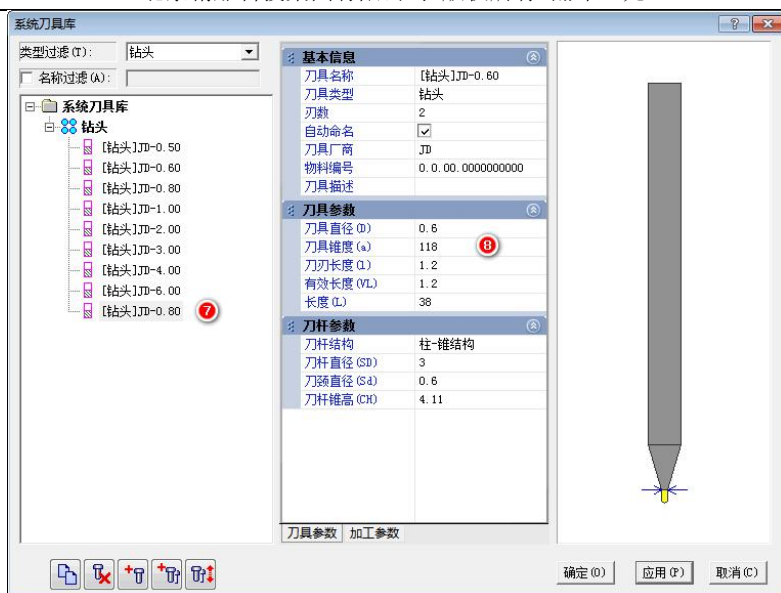 系统刀具库
类型过滤(T): 钻头
名称过滤(A):
系统刀具库
钻头
[钻头]JD-0.50
[钻头]JD-0.60
[钻头]JD-0.80
[钻头]JD-1.00
[钻头]JD-2.00
[钻头]JD-3.00
[钻头]JD-4.00
[钻头]JD-6.00
[钻头]JD-0.80 7
基本信息
刀具名称 [钻头]JD-0.60
刀具类型 钻头
刃数 2
自动命名
刀具厂商 JD
物料编号 0.0.00.0000000000
刀具描述
刀具参数
刀具直径(D) 0.6
刀具锥度(a) 118 8
刀刃长度(l) 1.2
有效长度(VL) 1.2
长度(L) 38
刀杆参数
刀杆结构 柱-锥结构
刀杆直径(SD) 3
刀颈直径(Sd) 0.6
刀杆锥高(CH) 4.11
刀具参数 加工参数
确定(O) 应用(P) 取消(C)